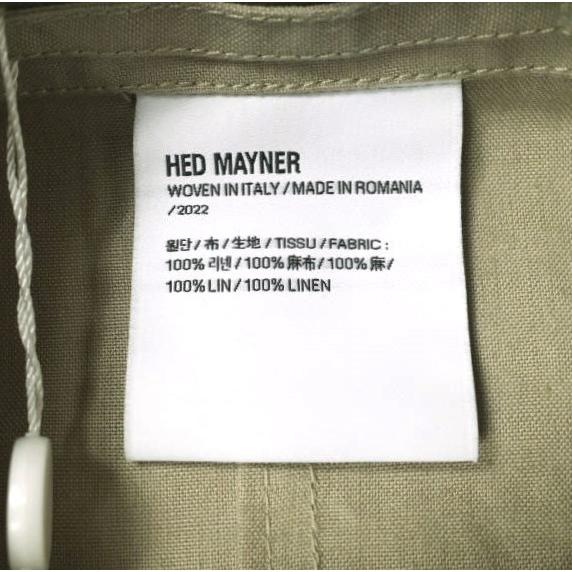 HED MAYNER
WOVEN IN ITALY / MADE IN ROMANIA
/ 2022
원단 / 布 / 生地 / TISSU / FABRIC :
100% 리넨 / 100% 麻布 / 100% 麻 /
100% LIN / 100% LINEN